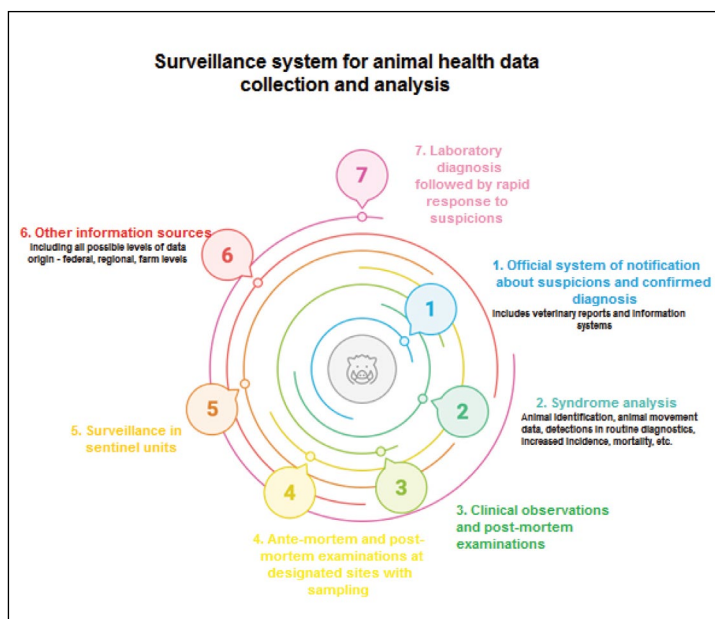 Surveillance system for animal health data
collection and analysis
7. Laboratory
diagnosis
followed by rapid
response to
suspicions
7
6. Other information sources
Including all possible levels of data
origin - federal, regional, farm levels
6
1. Official system of notification
about suspicions and confirmed
diagnosis
Includes veterinary reports and information
systems
1
2. Syndrome analysis
Animal identification, animal movement
data, detections in routine diagnostics,
increased incidence, mortality, etc.
2
5
5. Surveillance in
sentinel units
3
3. Clinical observations
and post-mortem
examinations
4
4. Ante-mortem and post-
mortem examinations at
designated sites with
sampling